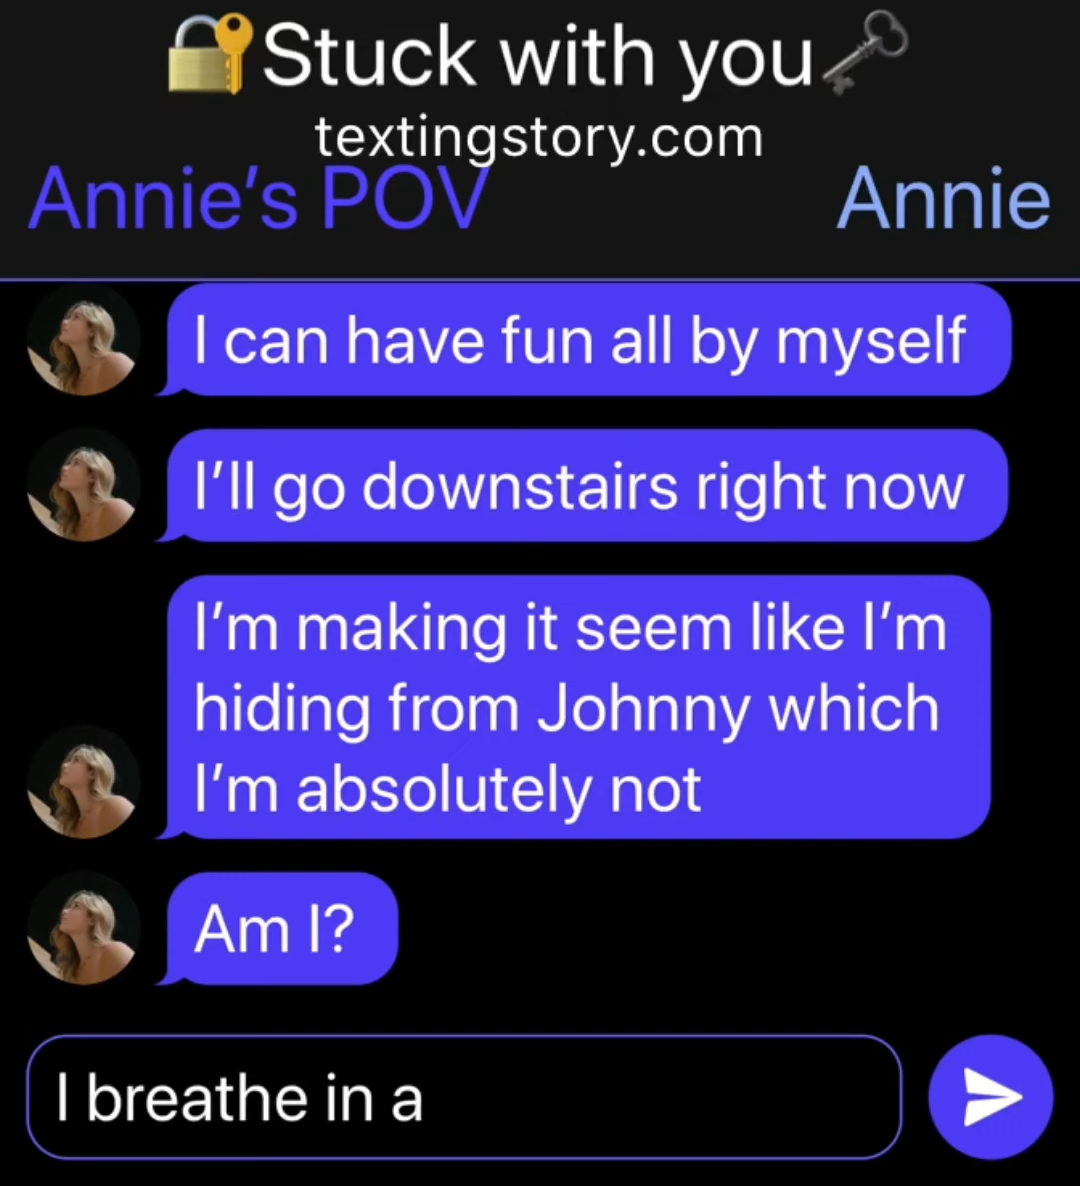 🔐Stuck with you🗝
textingstory.com
Annie’s POV
Annie
I can have fun all by myself
I’ll go downstairs right now
I’m making it seem like I’m
hiding from Johnny which
I’m absolutely not
Am I?
I breathe in a